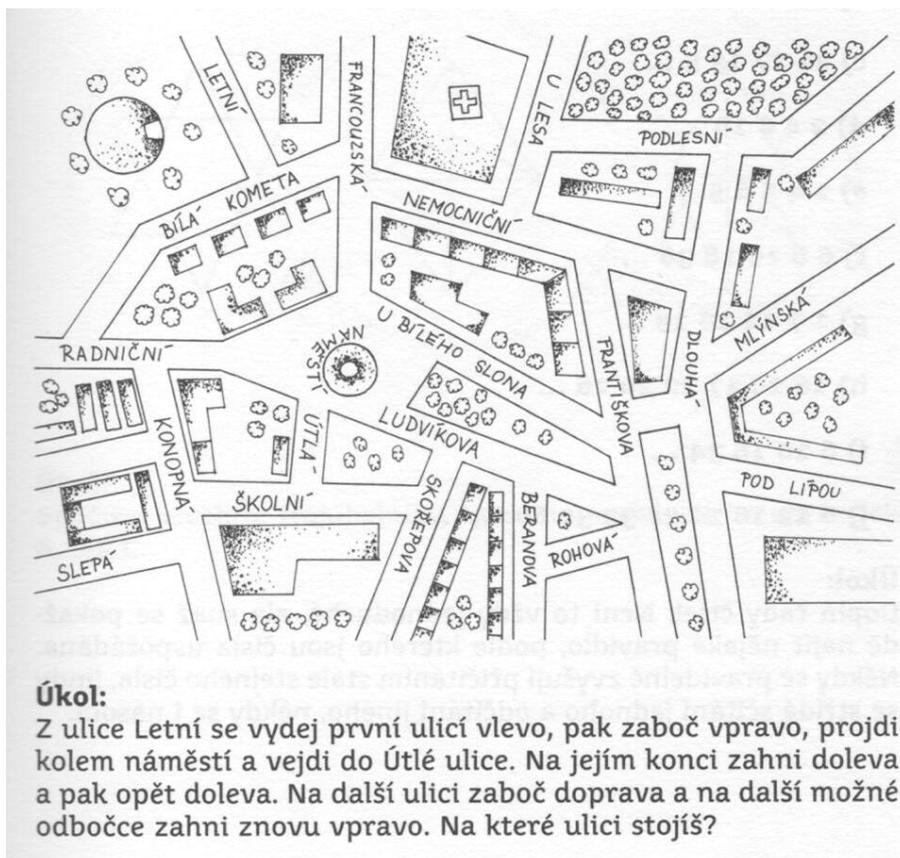 LETNÍ
FRANCOUZSKÁ
U LESA
PODLESNÍ
BÍLÁ KOMETA
NEMOCNIČNÍ
MLÝNSKÁ
U BÍLÉHO SLONA
NÁMĚSTÍ
RADNIČNÍ
FRANTIŠKOVA
DLOUHÁ
KONOPNÁ
ÚTLÁ
LUDVÍKOVA
POD LÍPOU
ŠKOLNÍ
SKOŘEPOVA
BERANOVA
ROHOVÁ
SLEPÁ
Úkol:
Z ulice Letní se vydej první ulicí vlevo, pak zaboč vpravo, projdi
kolem náměstí a vejdi do Útlé ulice. Na jejím konci zahni doleva
a pak opět doleva. Na další ulici zaboč doprava a na další možné
odbočce zahni znovu vpravo. Na které ulici stojíš?